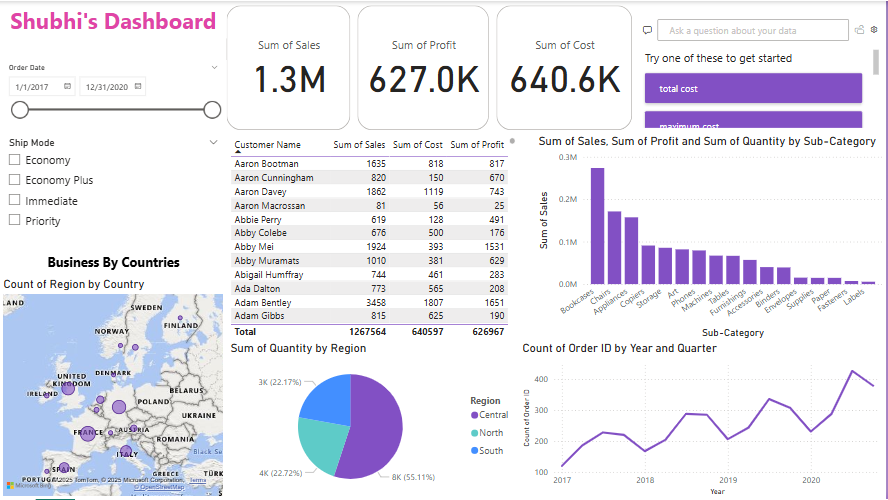 Shubhi's Dashboard
Order Date
1/1/2017 12/31/2020
Ship Mode
Economy
Economy Plus
Immediate
Priority
Sum of Sales
1.3M
Sum of Profit
627.0K
Sum of Cost
640.6K
Ask a question about your data
Try one of these to get started
total cost
maximum cost
Customer Name Sum of Sales Sum of Cost Sum of Profit
Aaron Bootman 1635 818 817
Aaron Cunningham 820 150 670
Aaron Davey 1862 1119 743
Aaron Macrossan 81 56 25
Abbie Perry 619 128 491
Abby Colebe 676 500 176
Abby Mei 1924 393 1531
Abby Muramats 1010 381 629
Abigail Humffray 744 461 283
Ada Dalton 773 565 208
Adam Bentley 3458 1807 1651
Adam Gibbs 815 625 190
Total 1267564 640597 626967
Sum of Sales, Sum of Profit and Sum of Quantity by Sub-Category
Sum of Sales
0.3M
0.2M
0.1M
0.0M
Bookcases
Chairs
Appliances
Copiers
Storage
Art
Phones
Machines
Tables
Furnishings
Accessories
Binders
Envelopes
Supplies
Paper
Fasteners
Labels
Sub-Category
Business By Countries
Count of Region by Country
LAND
SWEDEN
FINLAND
NORWAY
DENMARK
UNITED
KINGDOM
IRELAND
BELARUS
POLAND
UKRAINE
FRANCE
AUSTRIA
ROMANIA
ITALY
Black Se
SPAIN
PORTUGAL
GREECE
TÜRK
Microsoft Bing
© 2025 TomTom, © 2025 Microsoft Corporation, Terms
© OpenStreetMap
Sum of Quantity by Region
3K (22.17%)
4K (22.72%)
8K (55.11%)
Region
Central
North
South
Count of Order ID by Year and Quarter
Count of Order ID
400
300
200
100
2017 2018 2019 2020
Year